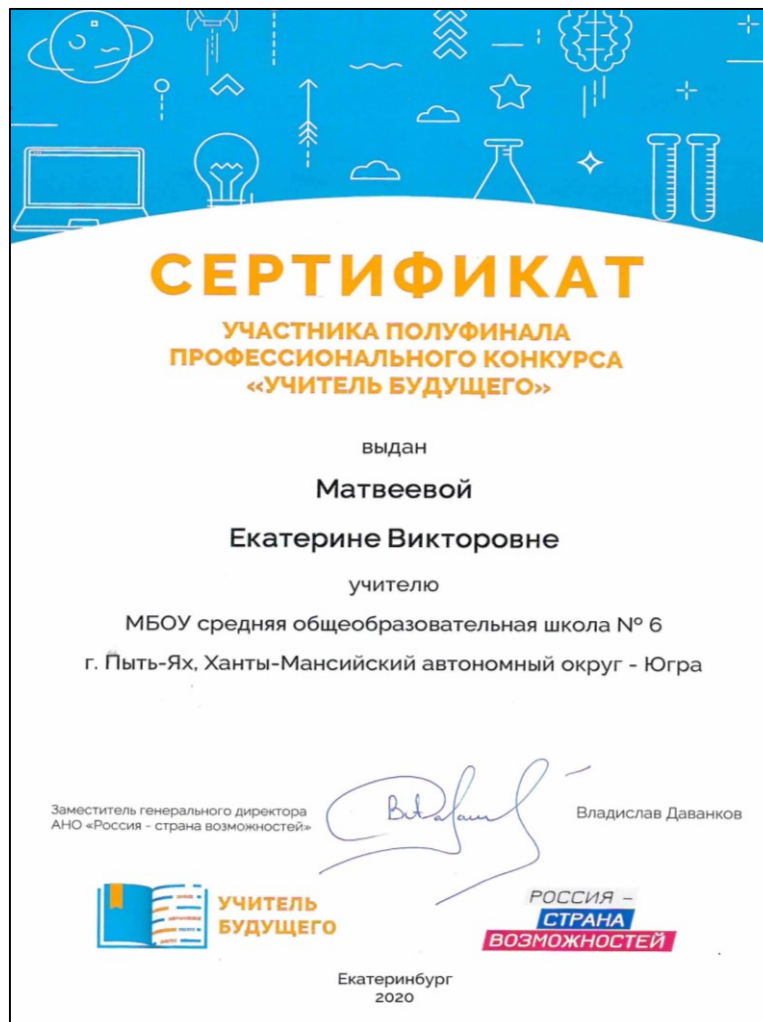 СЕРТИФИКАТ
УЧАСТНИКА ПОЛУФИНАЛА
ПРОФЕССИОНАЛЬНОГО КОНКУРСА
«УЧИТЕЛЬ БУДУЩЕГО»
выдан
Матвеевой
Екатерине Викторовне
учителю
МБОУ средняя общеобразовательная школа № 6
г. Пыть-Ях, Ханты-Мансийский автономный округ - Югра
Заместитель генерального директора
АНО «Россия - страна возможностей»
Владислав Даванков
УЧИТЕЛЬ
БУДУЩЕГО
РОССИЯ –
СТРАНА
ВОЗМОЖНОСТЕЙ
Екатеринбург
2020